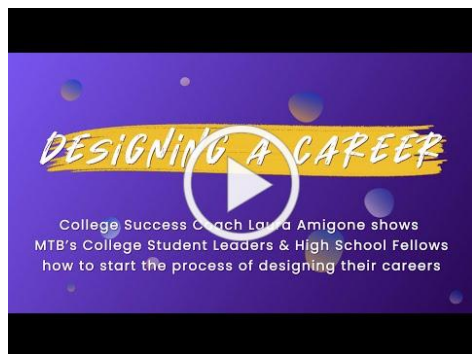 DESIGNING A CAREER
College Success Coach Laura Amigone shows
MTB's College Student Leaders & High School Fellows
how to start the process of designing their careers